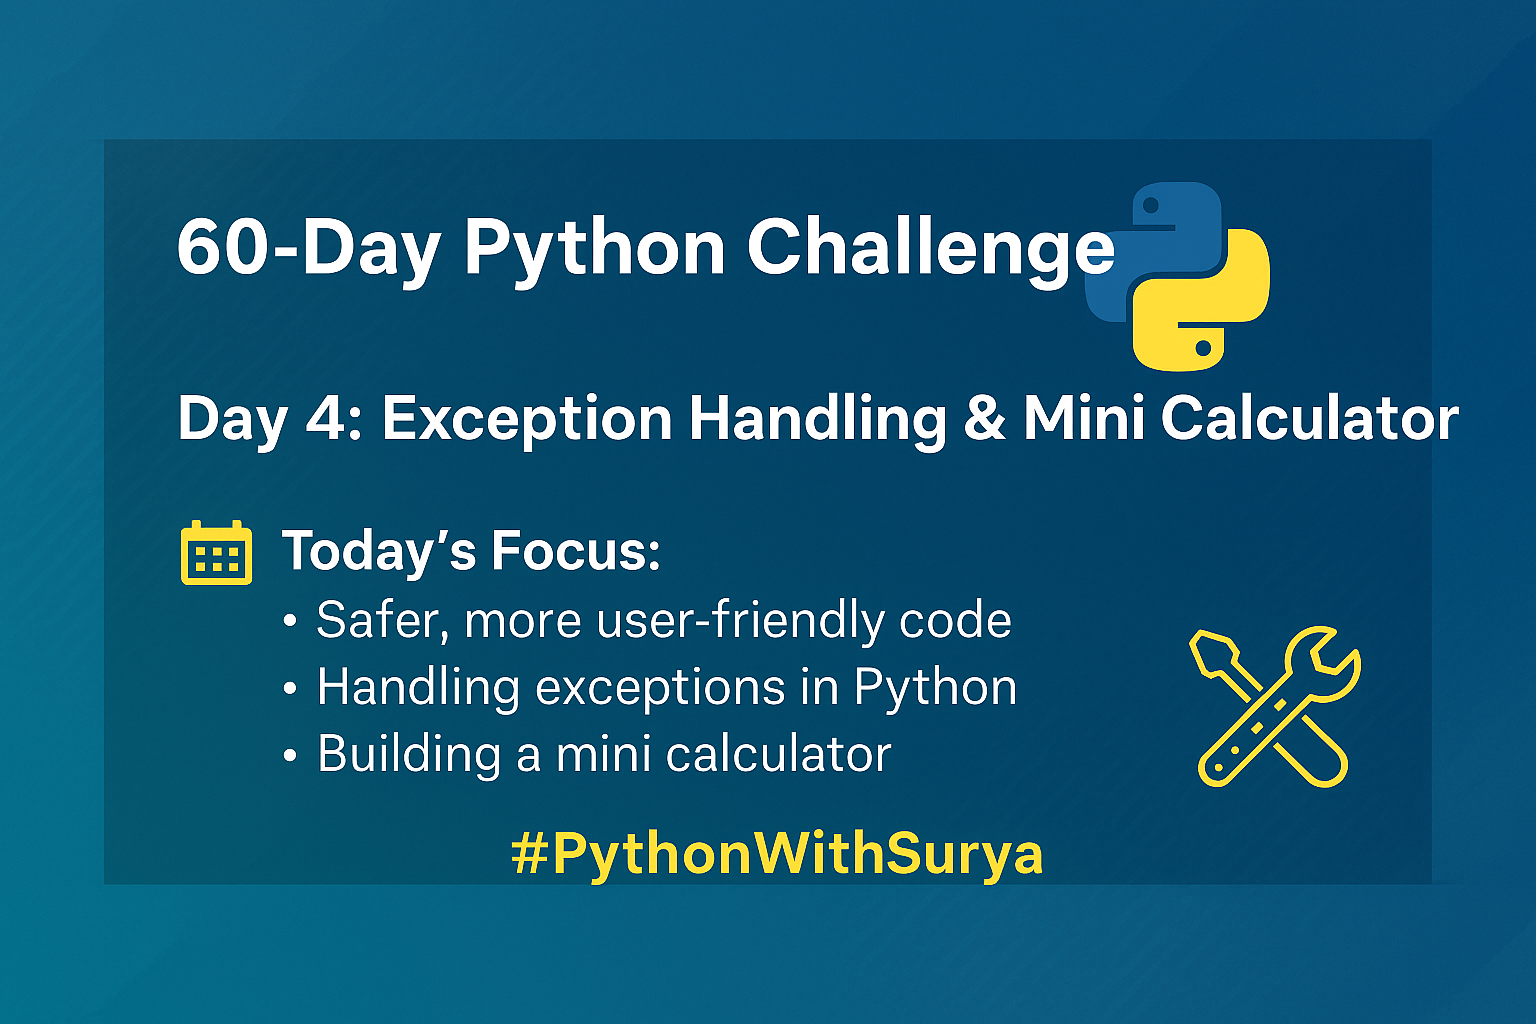 60-Day Python Challenge
Day 4: Exception Handling & Mini Calculator
Today's Focus:
• Safer, more user-friendly code
• Handling exceptions in Python
• Building a mini calculator
#PythonWithSurya